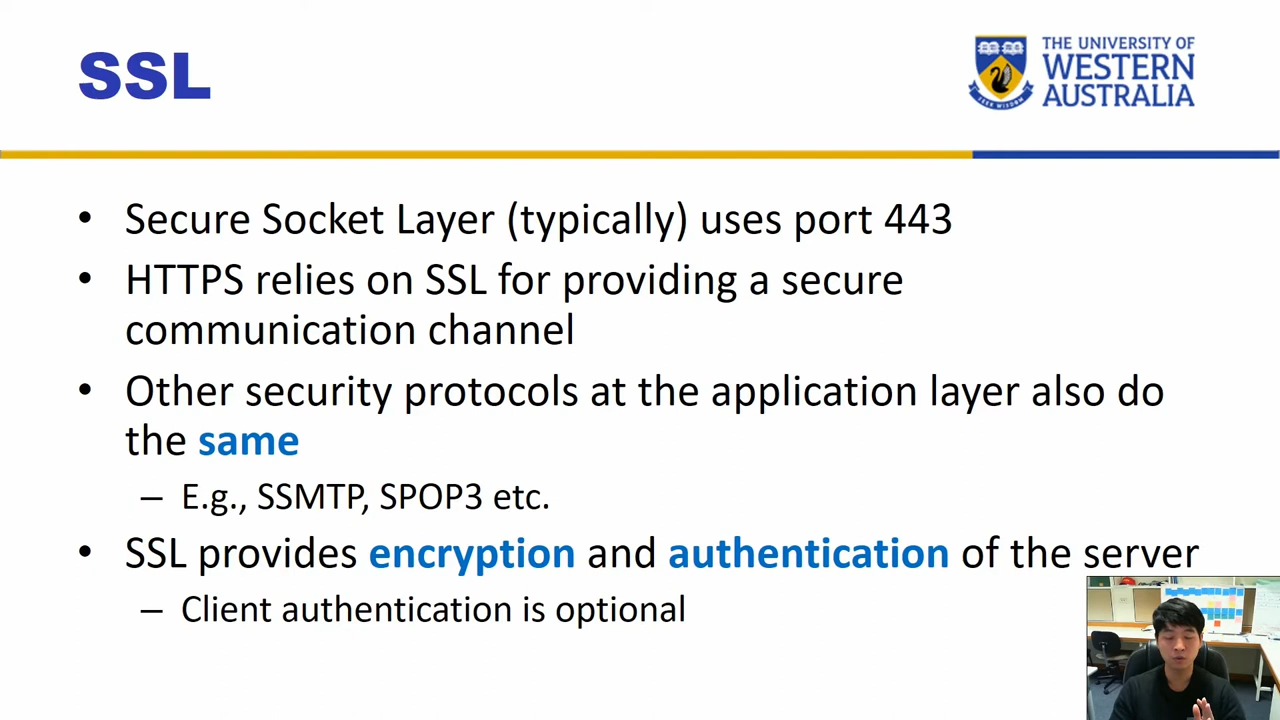 SSL
THE UNIVERSITY OF
WESTERN
AUSTRALIA
SEEK WISDOM
• Secure Socket Layer (typically) uses port 443
• HTTPS relies on SSL for providing a secure
communication channel
• Other security protocols at the application layer also do
the same
– E.g., SSMTP, SPOP3 etc.
• SSL provides encryption and authentication of the server
– Client authentication is optional